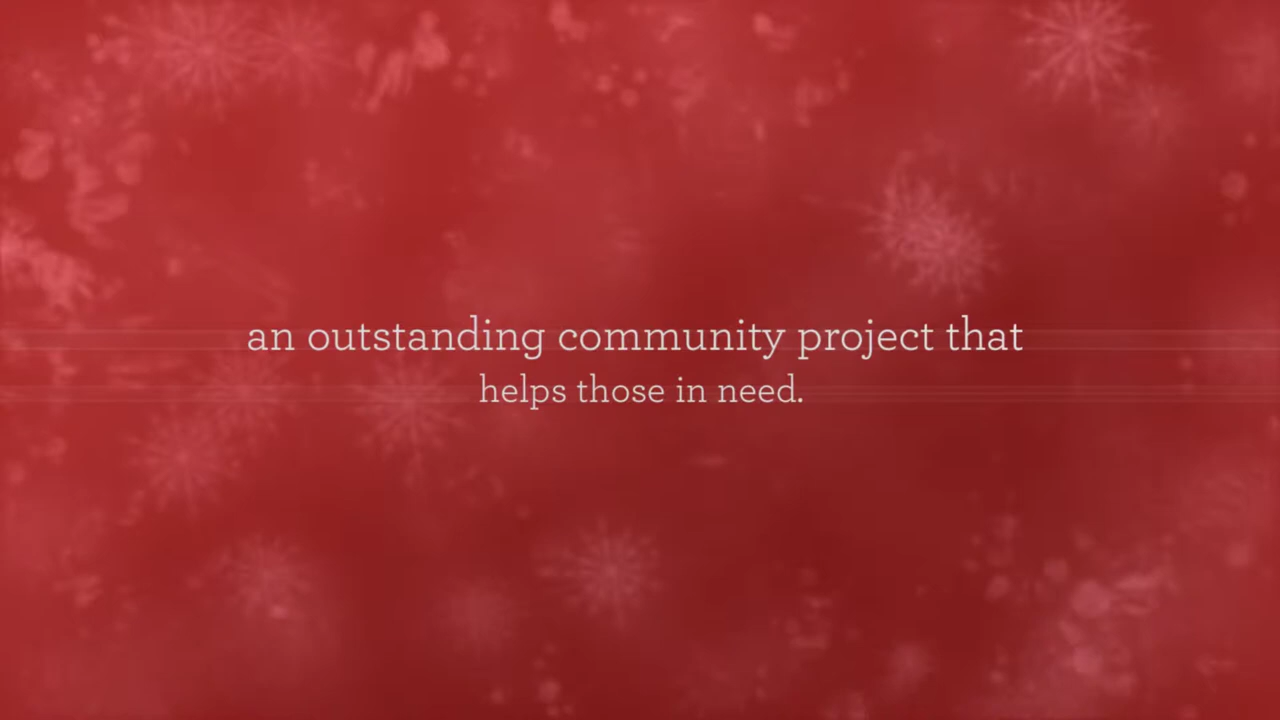 an outstanding community project that
helps those in need.